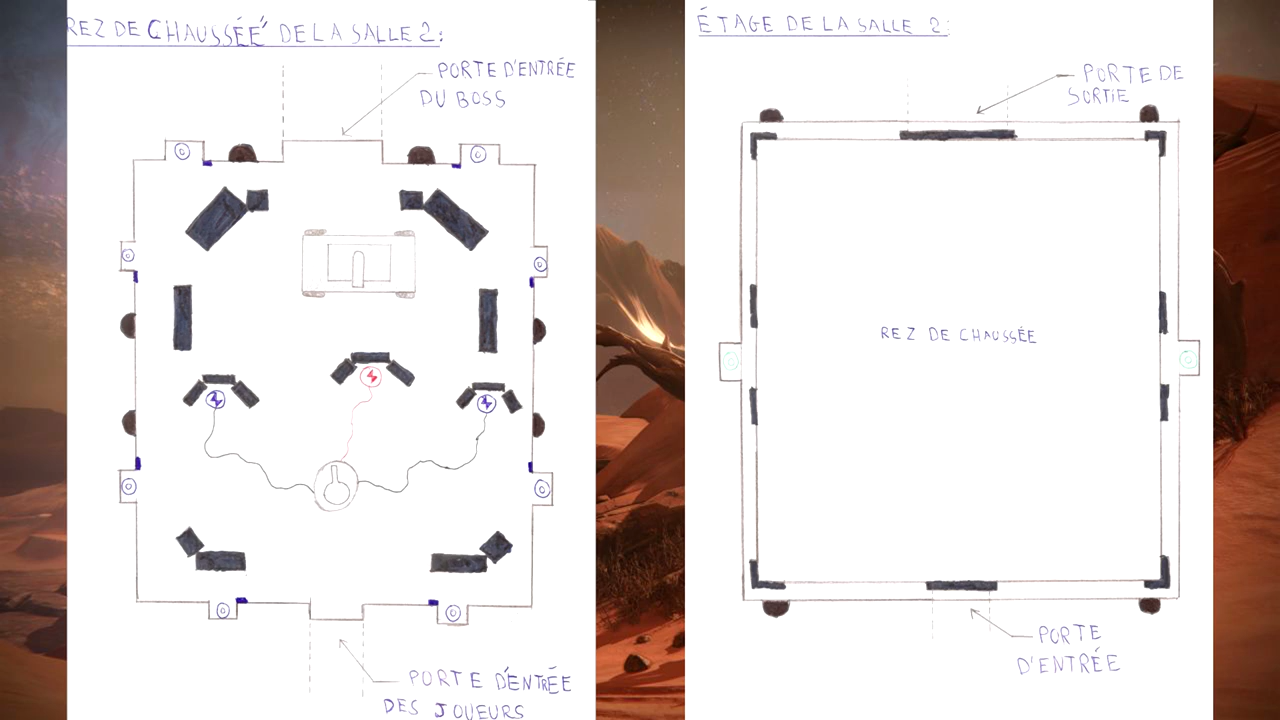 REZ DE CHAUSSÉE DE LA SALLE 2:
PORTE D'ENTRÉE
DU BOSS
PORTE D'ENTRÉE
DES JOUEURS
ÉTAGE DE LA SALLE 2:
PORTE DE
SORTIE
REZ DE CHAUSSÉE
PORTE
D'ENTRÉE